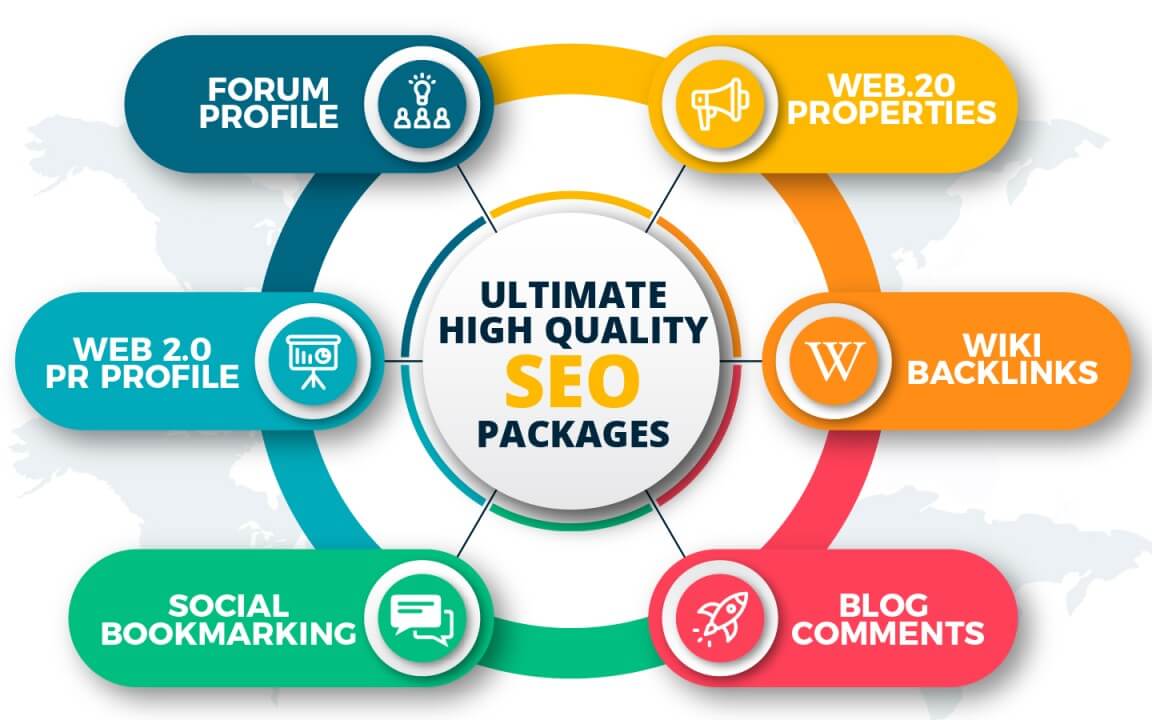 FORUM
PROFILE
WEB.20
PROPERTIES
ULTIMATE
HIGH QUALITY
SEO
PACKAGES
WEB 2.0
PR PROFILE
W
WIKI
BACKLINKS
SOCIAL
BOOKMARKING
BLOG
COMMENTS